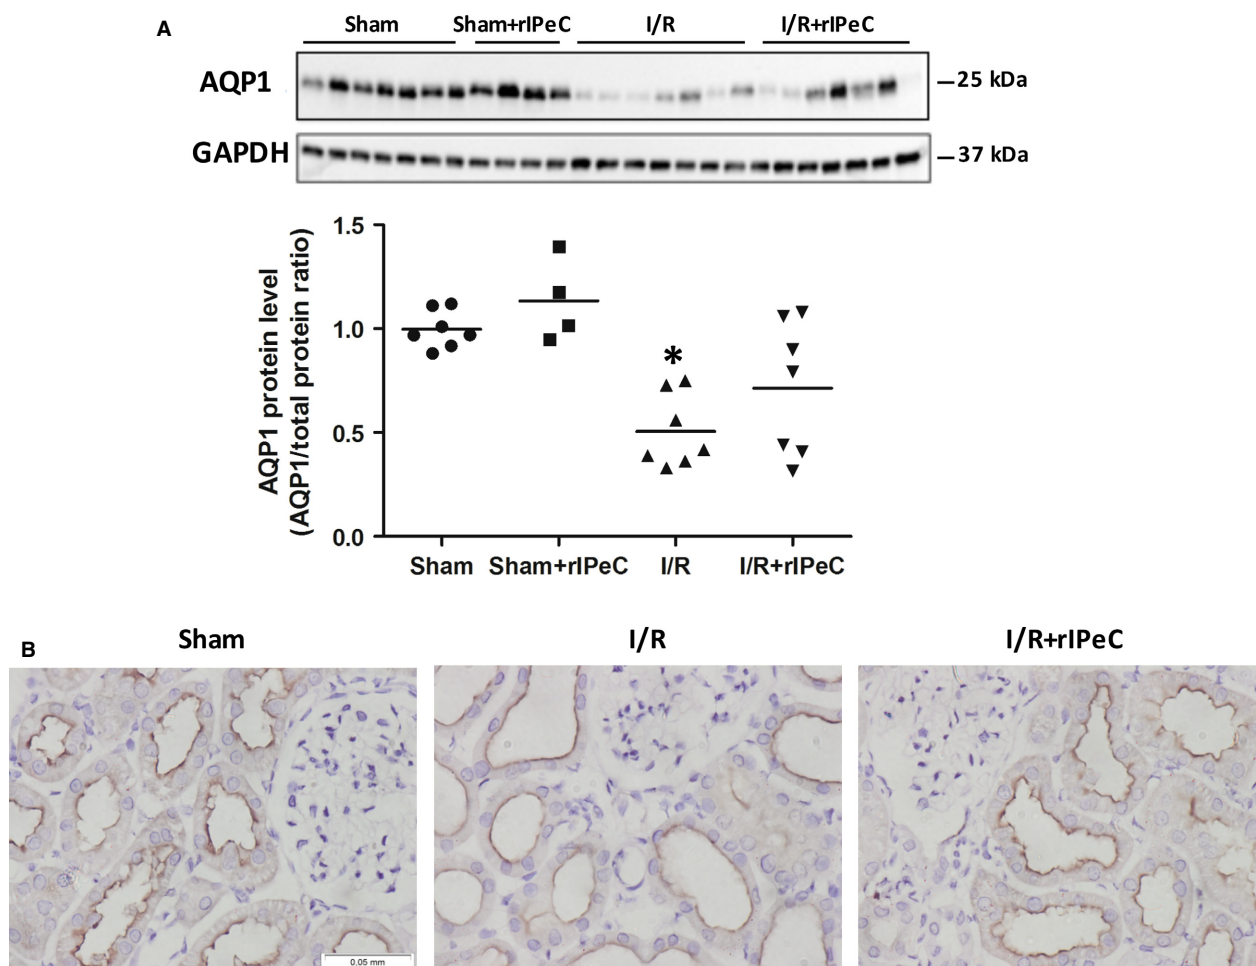 A
Sham Sham+rIPeC I/R I/R+rIPeC
AQP1
25 kDa
GAPDH
37 kDa
AQP1 protein level
(AQP1/total protein ratio)
1.5
1.0
0.5
0.0
*
Sham Sham+rIPeC I/R I/R+rIPeC
B
Sham I/R I/R+rIPeC
0.05 mm